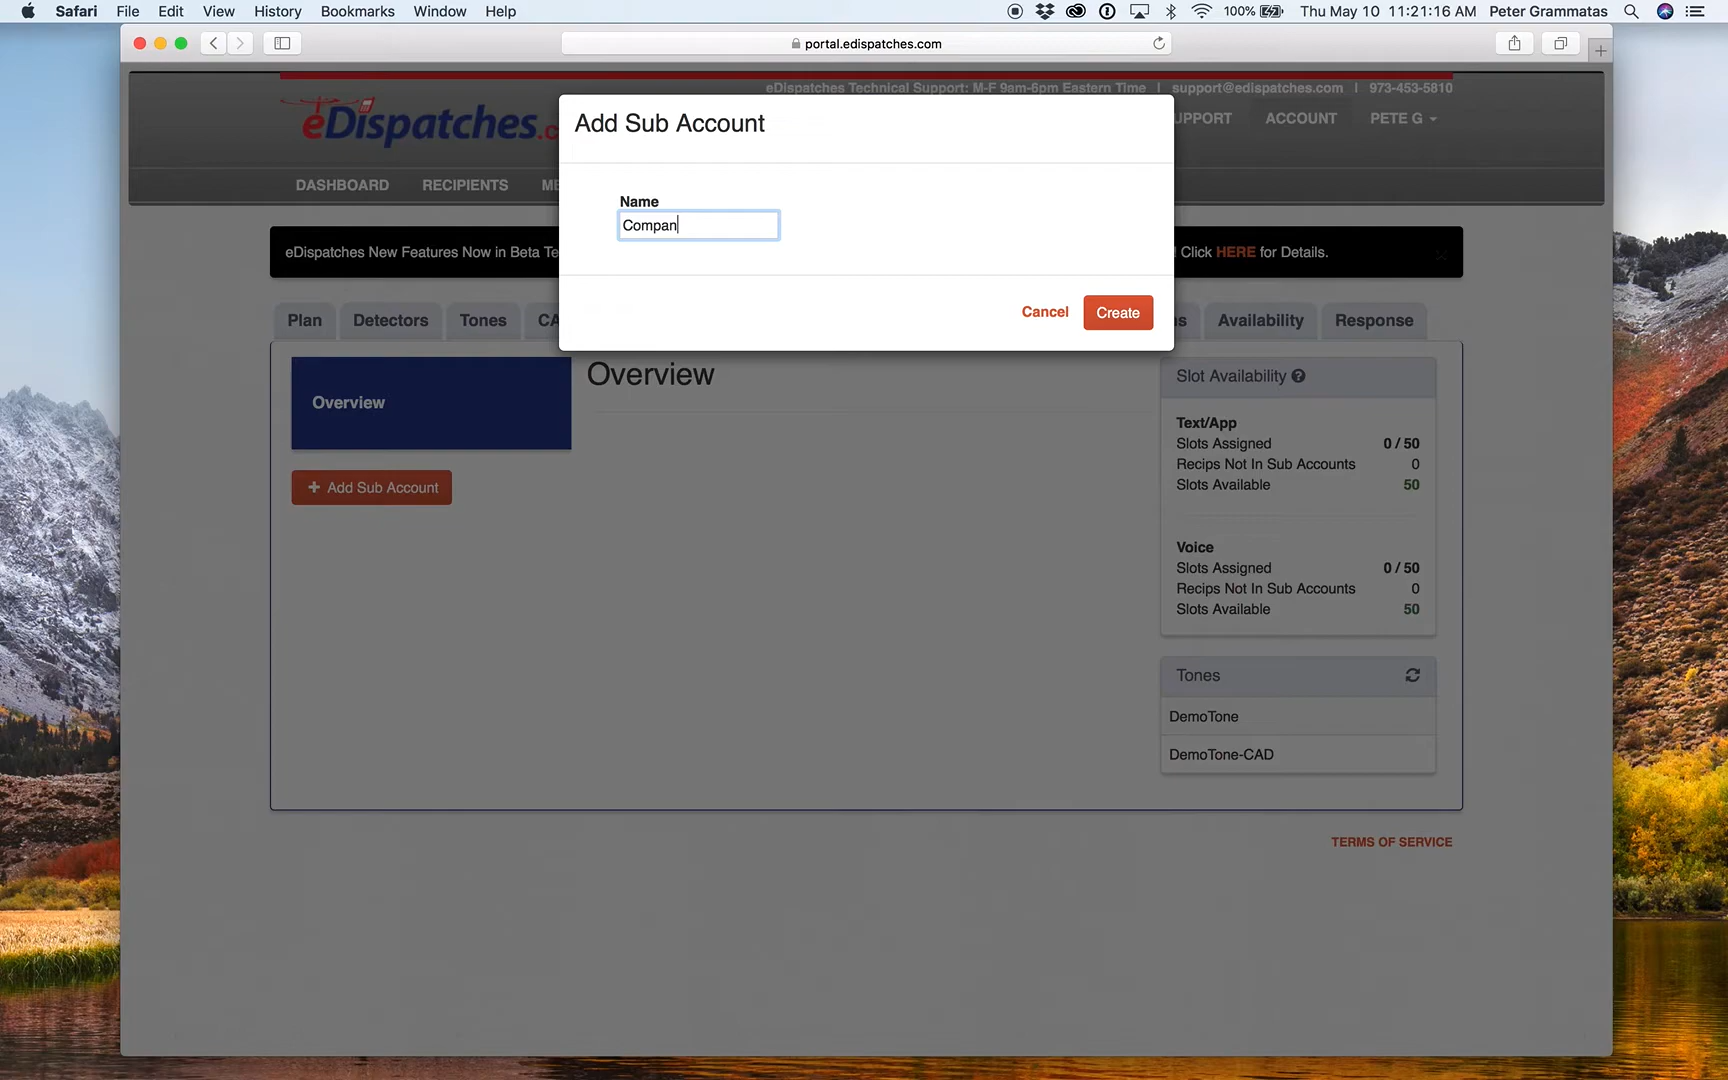 Safari File Edit View History Bookmarks Window Help 100% Thu May 10 11:21:16 AM Peter Grammatas
portal.edispatches.com
eDispatches Technical Support: M-F 9am-6pm Eastern Time | support@edispatches.com | 973-453-5810
eDispatches.c
UPPORT ACCOUNT PETE G
DASHBOARD RECIPIENTS ME
Add Sub Account
Name
Compan
Cancel Create
eDispatches New Features Now in Beta Te
! Click HERE for Details.
Plan Detectors Tones CA
s Availability Response
Overview
+ Add Sub Account
Overview
Slot Availability ?
Text/App
Slots Assigned 0 / 50
Recips Not In Sub Accounts 0
Slots Available 50
Voice
Slots Assigned 0 / 50
Recips Not In Sub Accounts 0
Slots Available 50
Tones
DemoTone
DemoTone-CAD
TERMS OF SERVICE